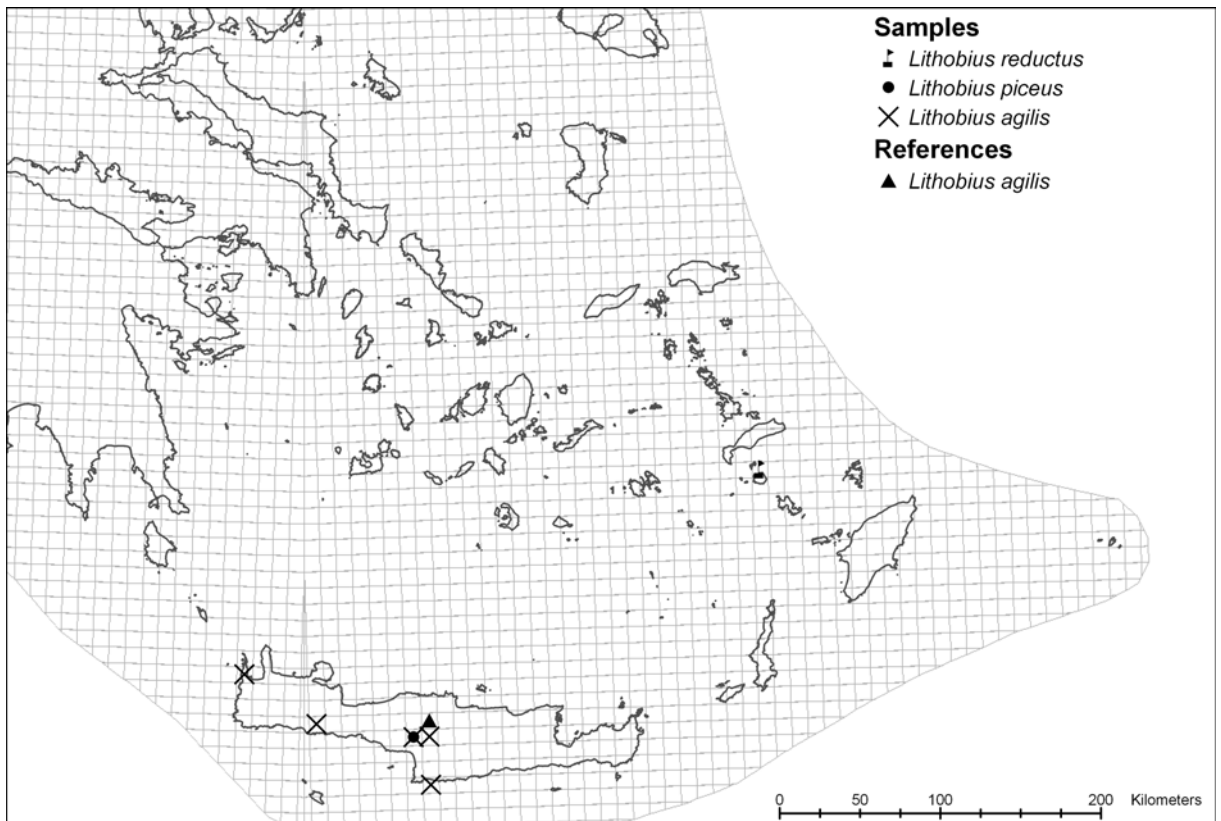 Samples
Lithobius reductus
Lithobius piceus
Lithobius agilis
References
Lithobius agilis
0 50 100 200 Kilometers